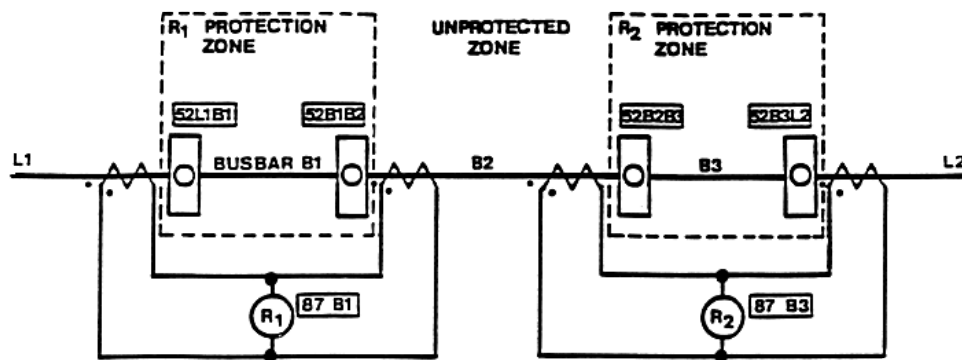 R1 PROTECTION
ZONE
UNPROTECTED
ZONE
R2 PROTECTION
ZONE
52L1B1
52B1B2
52B2B3
52B3L2
L1
BUSBAR B1
B2
B3
L2
R1
87 B1
R2
87 B3